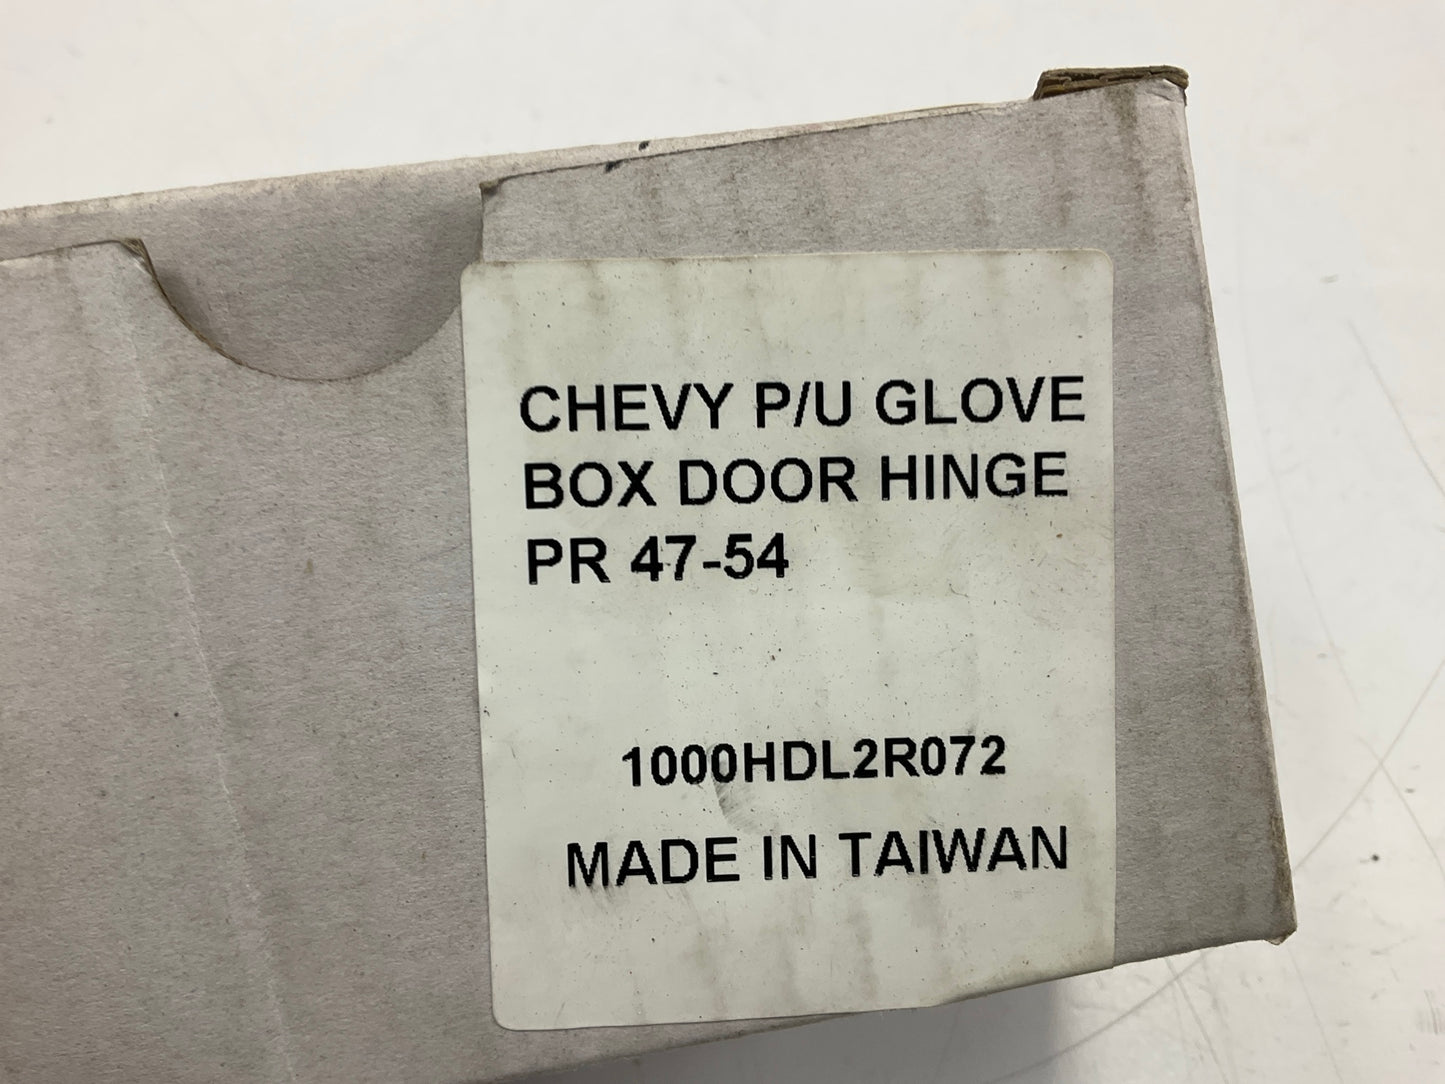 CHEVY P/U GLOVE
BOX DOOR HINGE
PR 47-54
1000HDL2R072
MADE IN TAIWAN